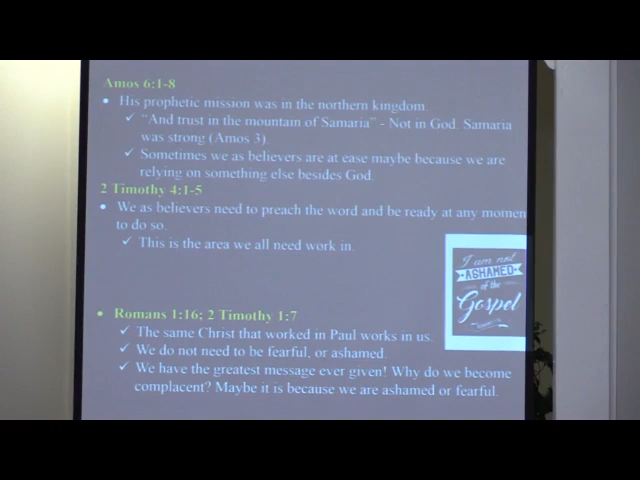 Amos 6:1-8
• His prophetic mission was in the northern kingdom.
✓ "And trust in the mountain of Samaria" - Not in God. Samaria
was strong (Amos 3).
✓ Sometimes we as believers are at ease maybe because we are
relying on something else besides God.
2 Timothy 4:1-5
• We as believers need to preach the word and be ready at any momen
to do so.
✓ This is the area we all need work in.
I am not
ASHAMED
of the
Gospel
• Romans 1:16; 2 Timothy 1:7
✓ The same Christ that worked in Paul works in us.
✓ We do not need to be fearful, or ashamed.
✓ We have the greatest message ever given! Why do we become
complacent? Maybe it is because we are ashamed or fearful.